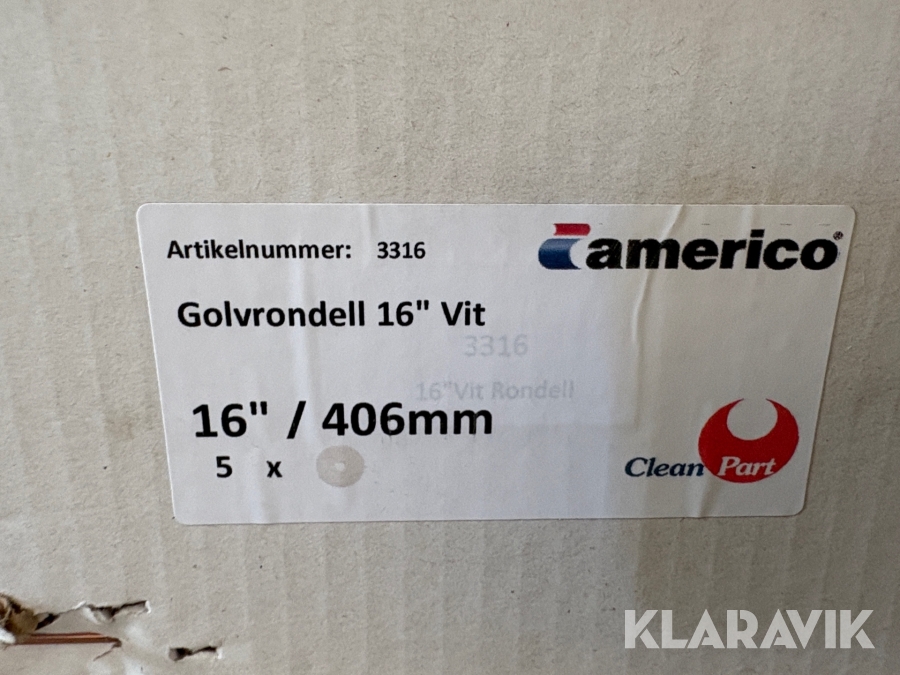 Artikelnummer: 3316
americo®
Golvrondell 16" Vit
3316
16"Vit Rondell
16" / 406mm
5 x
Clean Part
KLARAVIK